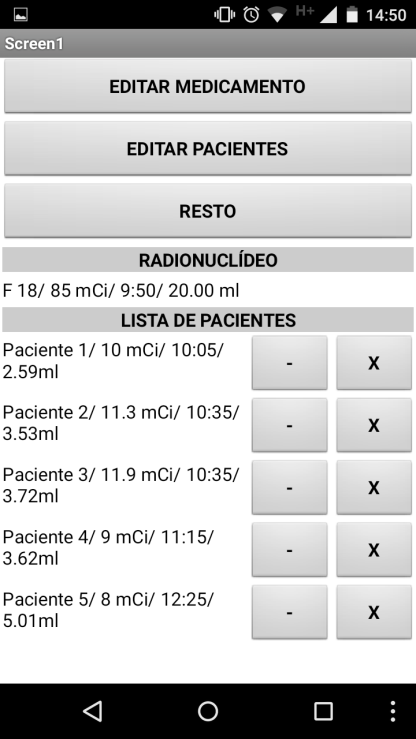 H+ 14:50
Screen1
EDITAR MEDICAMENTO
EDITAR PACIENTES
RESTO
RADIONUCLÍDEO
F 18/ 85 mCi/ 9:50/ 20.00 ml
LISTA DE PACIENTES
Paciente 1/ 10 mCi/ 10:05/
2.59ml
- X
Paciente 2/ 11.3 mCi/ 10:35/
3.53ml
- X
Paciente 3/ 11.9 mCi/ 10:35/
3.72ml
- X
Paciente 4/ 9 mCi/ 11:15/
3.62ml
- X
Paciente 5/ 8 mCi/ 12:25/
5.01ml
- X